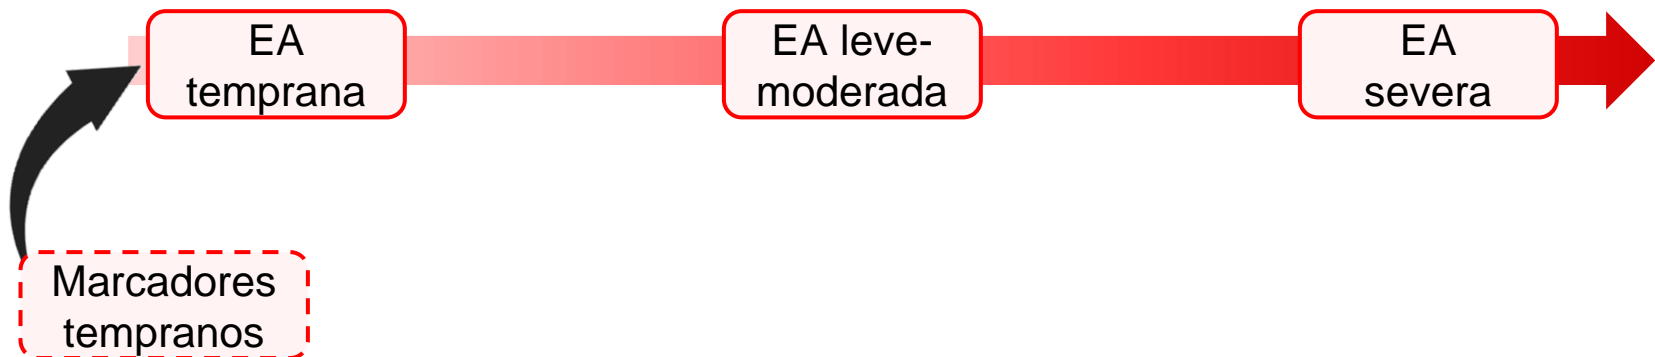 EA
temprana
EA leve-
moderada
EA
severa
Marcadores
tempranos